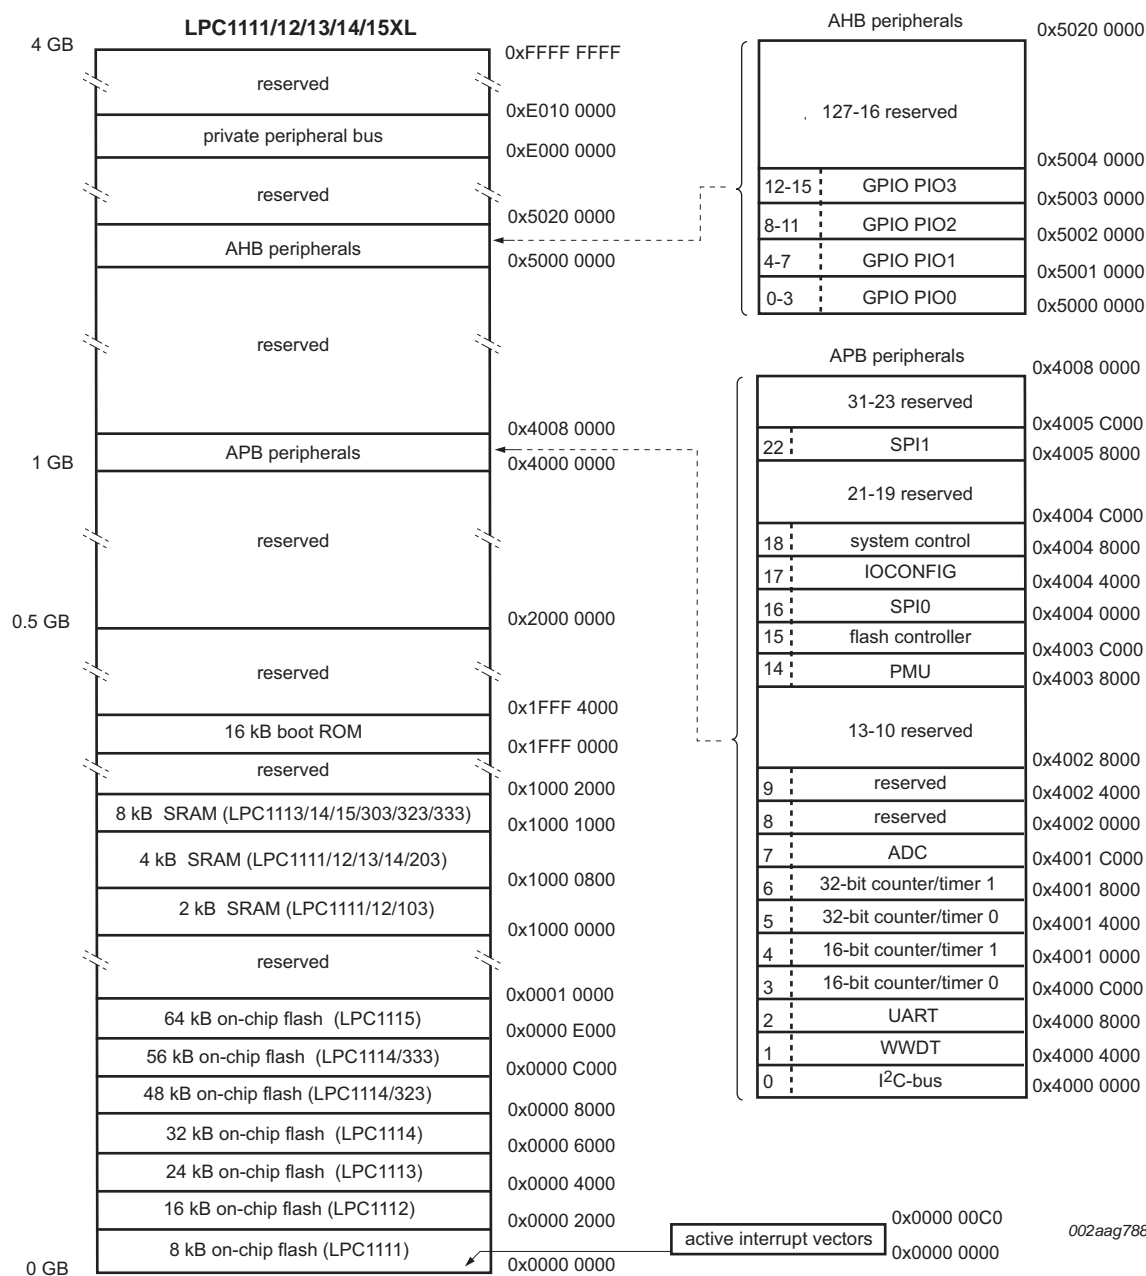 LPC1111/12/13/14/15XL
4 GB
0xFFFF FFFF
reserved
0xE010 0000
private peripheral bus
0xE000 0000
reserved
0x5020 0000
AHB peripherals
0x5000 0000
reserved
0x4008 0000
APB peripherals
1 GB
0x4000 0000
reserved
0.5 GB
0x2000 0000
reserved
0x1FFF 4000
16 kB boot ROM
0x1FFF 0000
reserved
0x1000 2000
8 kB SRAM (LPC1113/14/15/303/323/333)
0x1000 1000
4 kB SRAM (LPC1111/12/13/14/203)
0x1000 0800
2 kB SRAM (LPC1111/12/103)
0x1000 0000
reserved
0x0001 0000
64 kB on-chip flash (LPC1115)
0x0000 E000
56 kB on-chip flash (LPC1114/333)
0x0000 C000
48 kB on-chip flash (LPC1114/323)
0x0000 8000
32 kB on-chip flash (LPC1114)
0x0000 6000
24 kB on-chip flash (LPC1113)
0x0000 4000
16 kB on-chip flash (LPC1112)
0x0000 2000
8 kB on-chip flash (LPC1111)
0x0000 0000
0 GB
AHB peripherals
0x5020 0000
127-16 reserved
0x5004 0000
12-15 GPIO PIO3
0x5003 0000
8-11 GPIO PIO2
0x5002 0000
4-7 GPIO PIO1
0x5001 0000
0-3 GPIO PIO0
0x5000 0000
APB peripherals
0x4008 0000
31-23 reserved
0x4005 C000
22 SPI1
0x4005 8000
21-19 reserved
0x4004 C000
18 system control
0x4004 8000
17 IOCONFIG
0x4004 4000
16 SPI0
0x4004 0000
15 flash controller
0x4003 C000
14 PMU
0x4003 8000
13-10 reserved
0x4002 8000
9 reserved
0x4002 4000
8 reserved
0x4002 0000
7 ADC
0x4001 C000
6 32-bit counter/timer 1
0x4001 8000
5 32-bit counter/timer 0
0x4001 4000
4 16-bit counter/timer 1
0x4001 0000
3 16-bit counter/timer 0
0x4000 C000
2 UART
0x4000 8000
1 WWDT
0x4000 4000
0 I2C-bus
0x4000 0000
0x0000 00C0
active interrupt vectors
0x0000 0000
002aag788